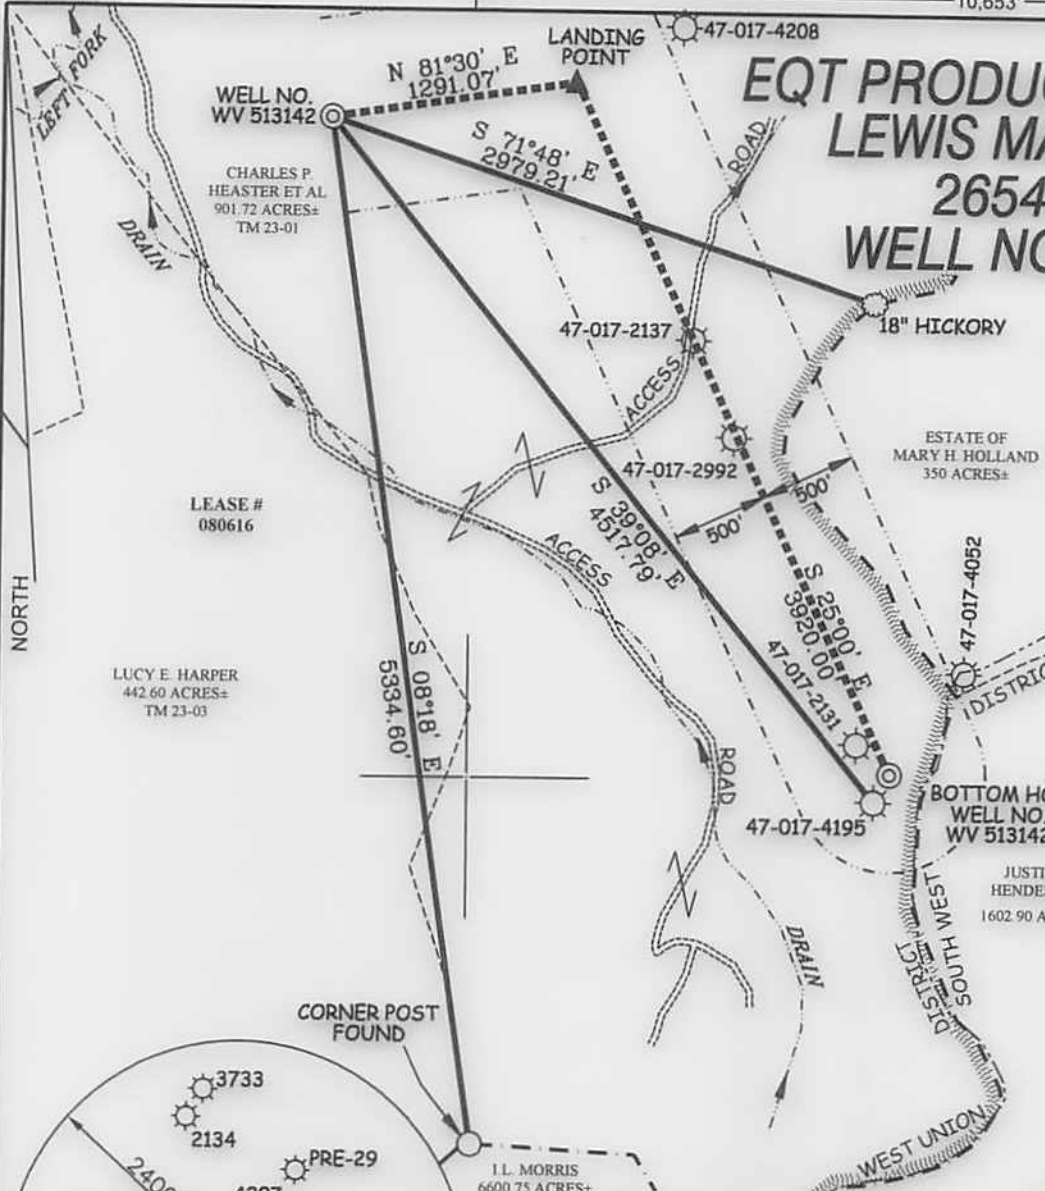 10,653'
LEFT FORK
47-017-4208
LANDING
POINT
N 81°30' E
1291.07'
WELL NO.
WV 513142
EQT PRODU
LEWIS MA
2654
WELL NO
S 71°48' E
2979.21'
ROAD
CHARLES P.
HEASTER ET AL
901.72 ACRES±
TM 23-01
DRAIN
47-017-2137
18" HICKORY
ACCESS
ESTATE OF
MARY H. HOLLAND
350 ACRES±
47-017-2992
500'
500'
LEASE #
080616
S 39°08' E
4517.79'
ACCESS
47-017-4052
NORTH
S 25°00' E
3920.00'
47-017-2131
LUCY E. HARPER
442.60 ACRES±
TM 23-03
S 08°18' E
5334.60'
DISTRIC
ROAD
47-017-4195
BOTTOM HO
WELL NO.
WV 513142
JUSTI
HENDE
1602.90 A
DRAIN
DISTRICT
SOUTH WEST
CORNER POST
FOUND
3733
2134
PRE-29
WEST UNION
I.L. MORRIS
6600.75 ACRES±